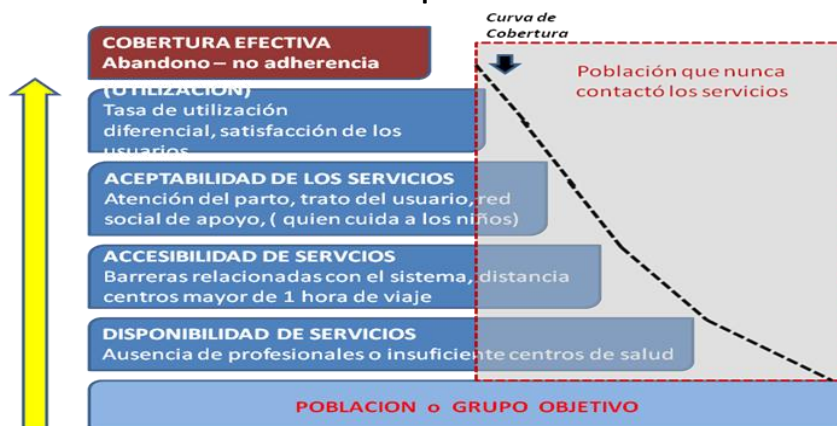 Curva de
Cobertura
COBERTURA EFECTIVA
Abandono – no adherencia
Población que nunca
contactó los servicios
(UTILIZACIÓN)
Tasa de utilización
diferencial, satisfacción de los
usuarios
ACEPTABILIDAD DE LOS SERVICIOS
Atención del parto, trato del usuario, red
social de apoyo, ( quien cuida a los niños)
ACCESIBILIDAD DE SERVCIOS
Barreras relacionadas con el sistema, distancia
centros mayor de 1 hora de viaje
DISPONIBILIDAD DE SERVICIOS
Ausencia de profesionales o insuficiente centros de salud
POBLACION o GRUPO OBJETIVO